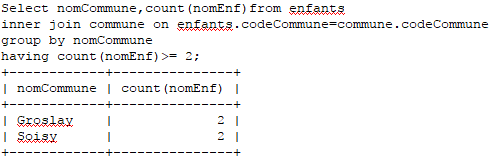 Select nomCommune,count(nomEnf)from enfants
inner join commune on enfants.codeCommune=commune.codeCommune
group by nomCommune
having count(nomEnf)>= 2;
+------------+---------------+
| nomCommune | count(nomEnf) |
+------------+---------------+
| Groslay    |             2 |
| Soisy      |             2 |
+------------+---------------+